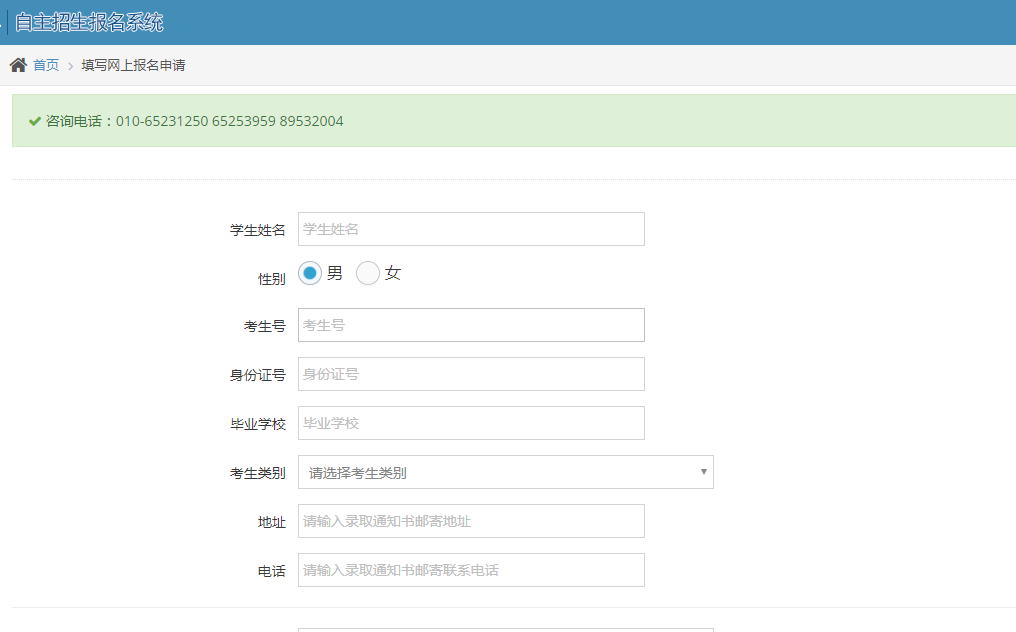 自主招生报名系统
首页 > 填写网上报名申请
咨询电话：010-65231250 65253959 89532004
学生姓名 学生姓名
性别 男 女
考生号 考生号
身份证号 身份证号
毕业学校 毕业学校
考生类别 请选择考生类别
地址 请输入录取通知书邮寄地址
电话 请输入录取通知书邮寄联系电话